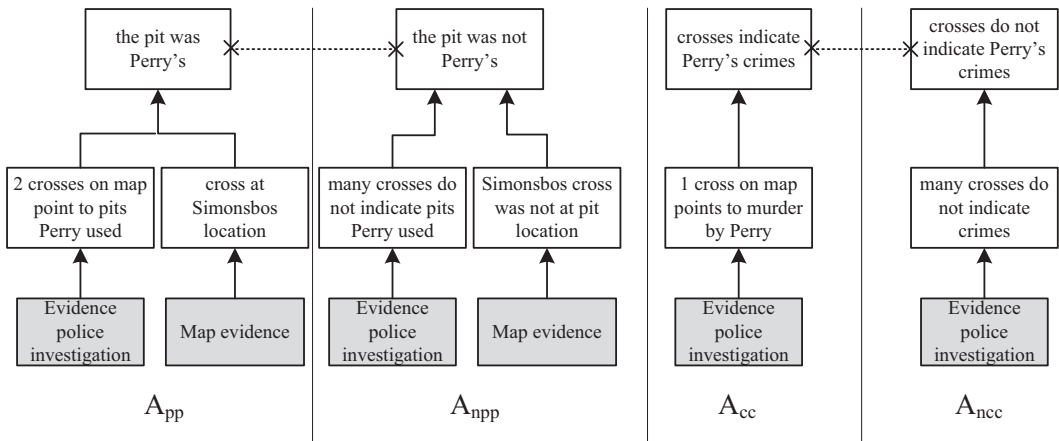 the pit was
Perry's
the pit was not
Perry's
crosses indicate
Perry's crimes
crosses do not
indicate Perry's
crimes
2 crosses on map
point to pits
Perry used
cross at
Simonsbos
location
many crosses do
not indicate pits
Perry used
Simonsbos cross
was not at pit
location
1 cross on map
points to murder
by Perry
many crosses do
not indicate
crimes
Evidence
police
investigation
Map evidence
Evidence
police
investigation
Map evidence
Evidence
police
investigation
Evidence
police
investigation
App
Anpp
Acc
Ancc